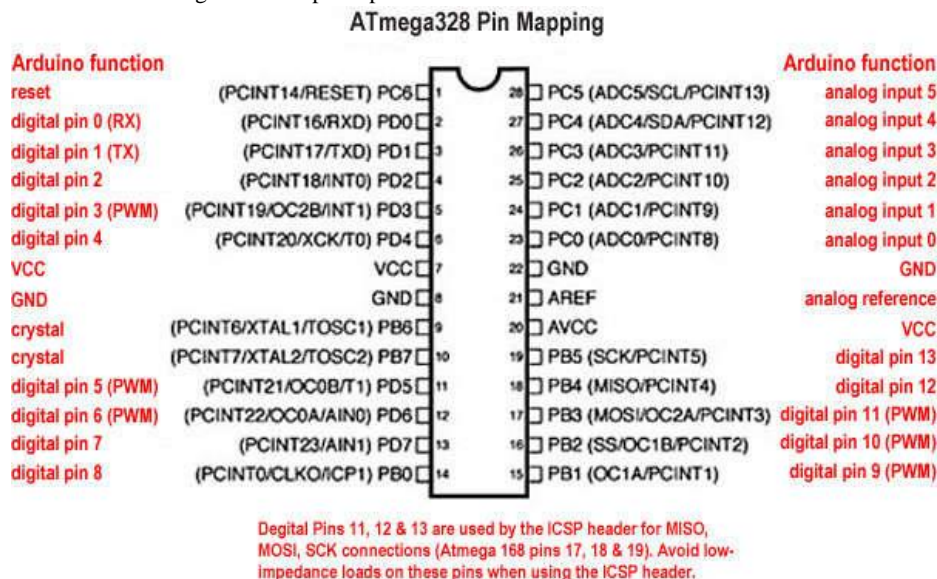 ATmega328 Pin Mapping
Arduino function Arduino function
reset (PCINT14/RESET) PC6 1 28 PC5 (ADC5/SCL/PCINT13) analog input 5
digital pin 0 (RX) (PCINT16/RXD) PD0 2 27 PC4 (ADC4/SDA/PCINT12) analog input 4
digital pin 1 (TX) (PCINT17/TXD) PD1 3 26 PC3 (ADC3/PCINT11) analog input 3
digital pin 2 (PCINT18/INT0) PD2 4 25 PC2 (ADC2/PCINT10) analog input 2
digital pin 3 (PWM) (PCINT19/OC2B/INT1) PD3 5 24 PC1 (ADC1/PCINT9) analog input 1
digital pin 4 (PCINT20/XCK/T0) PD4 6 23 PC0 (ADC0/PCINT8) analog input 0
VCC VCC 7 22 GND GND
GND GND 8 21 AREF analog reference
crystal (PCINT6/XTAL1/TOSC1) PB6 9 20 AVCC VCC
crystal (PCINT7/XTAL2/TOSC2) PB7 10 19 PB5 (SCK/PCINT5) digital pin 13
digital pin 5 (PWM) (PCINT21/OC0B/T1) PD5 11 18 PB4 (MISO/PCINT4) digital pin 12
digital pin 6 (PWM) (PCINT22/OC0A/AIN0) PD6 12 17 PB3 (MOSI/OC2A/PCINT3) digital pin 11 (PWM)
digital pin 7 (PCINT23/AIN1) PD7 13 16 PB2 (SS/OC1B/PCINT2) digital pin 10 (PWM)
digital pin 8 (PCINT0/CLKO/ICP1) PB0 14 15 PB1 (OC1A/PCINT1) digital pin 9 (PWM)
Degital Pins 11, 12 & 13 are used by the ICSP header for MISO,
MOSI, SCK connections (Atmega 168 pins 17, 18 & 19). Avoid low-
impedance loads on these pins when using the ICSP header.